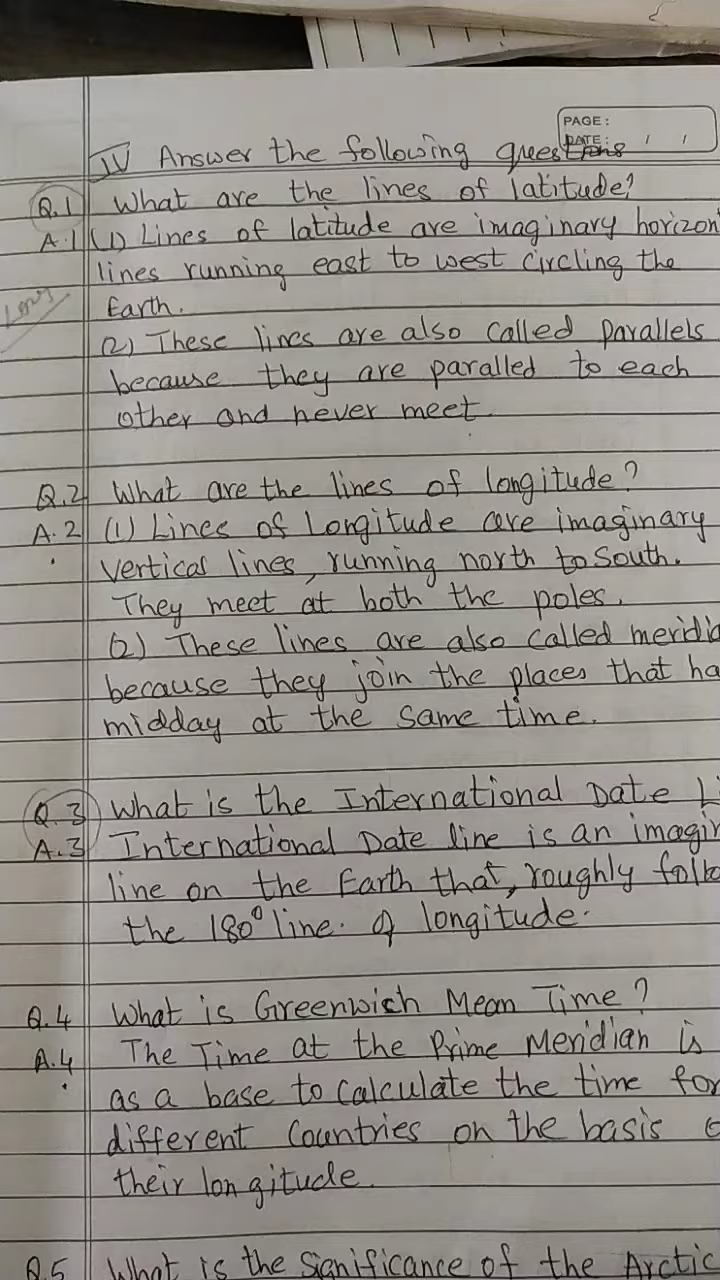 PAGE:
DATE: / /
IV Answer the following questions
Q.1 What are the lines of latitude?
A.1 (1) Lines of latitude are imaginary horizon
lines running east to west circling the
Earth.
Long
(2) These lines are also called parallels
because they are paralled to each
other and never meet.
Q.2 What are the lines of longitude?
A.2 (1) Lines of Longitude are imaginary
vertical lines, running north to South.
They meet at both the poles.
(2) These lines are also called meridia
because they join the places that ha
midday at the same time.
Q.3 What is the International Date Li
A.3 International Date line is an imagin
line on the Earth that, roughly follo
the 180° line. of longitude.
Q.4 What is Greenwich Mean Time?
A.4 The Time at the Prime Meridian is
as a base to calculate the time for
different Countries on the basis o
their longitude.
Q.5 What is the significance of the Arctic